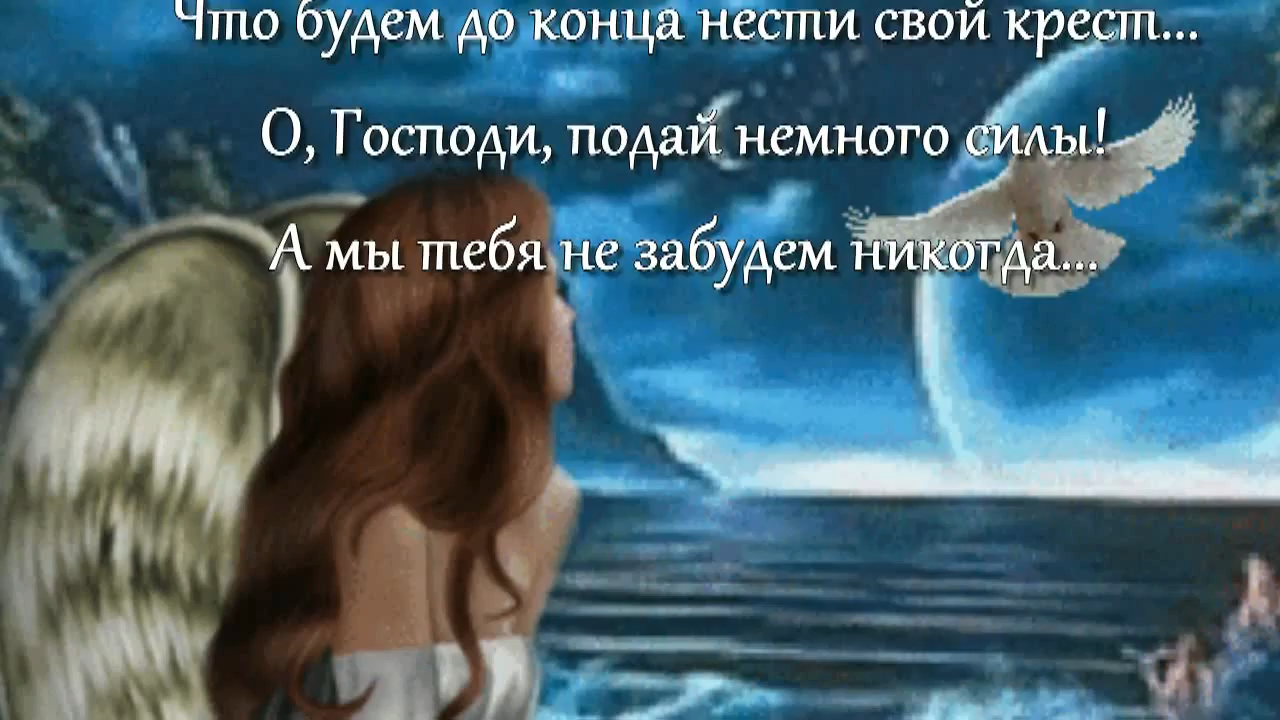 Что будем до конца нести свой крест...
О, Господи, подай немного силы!
А мы тебя не забудем никогда...